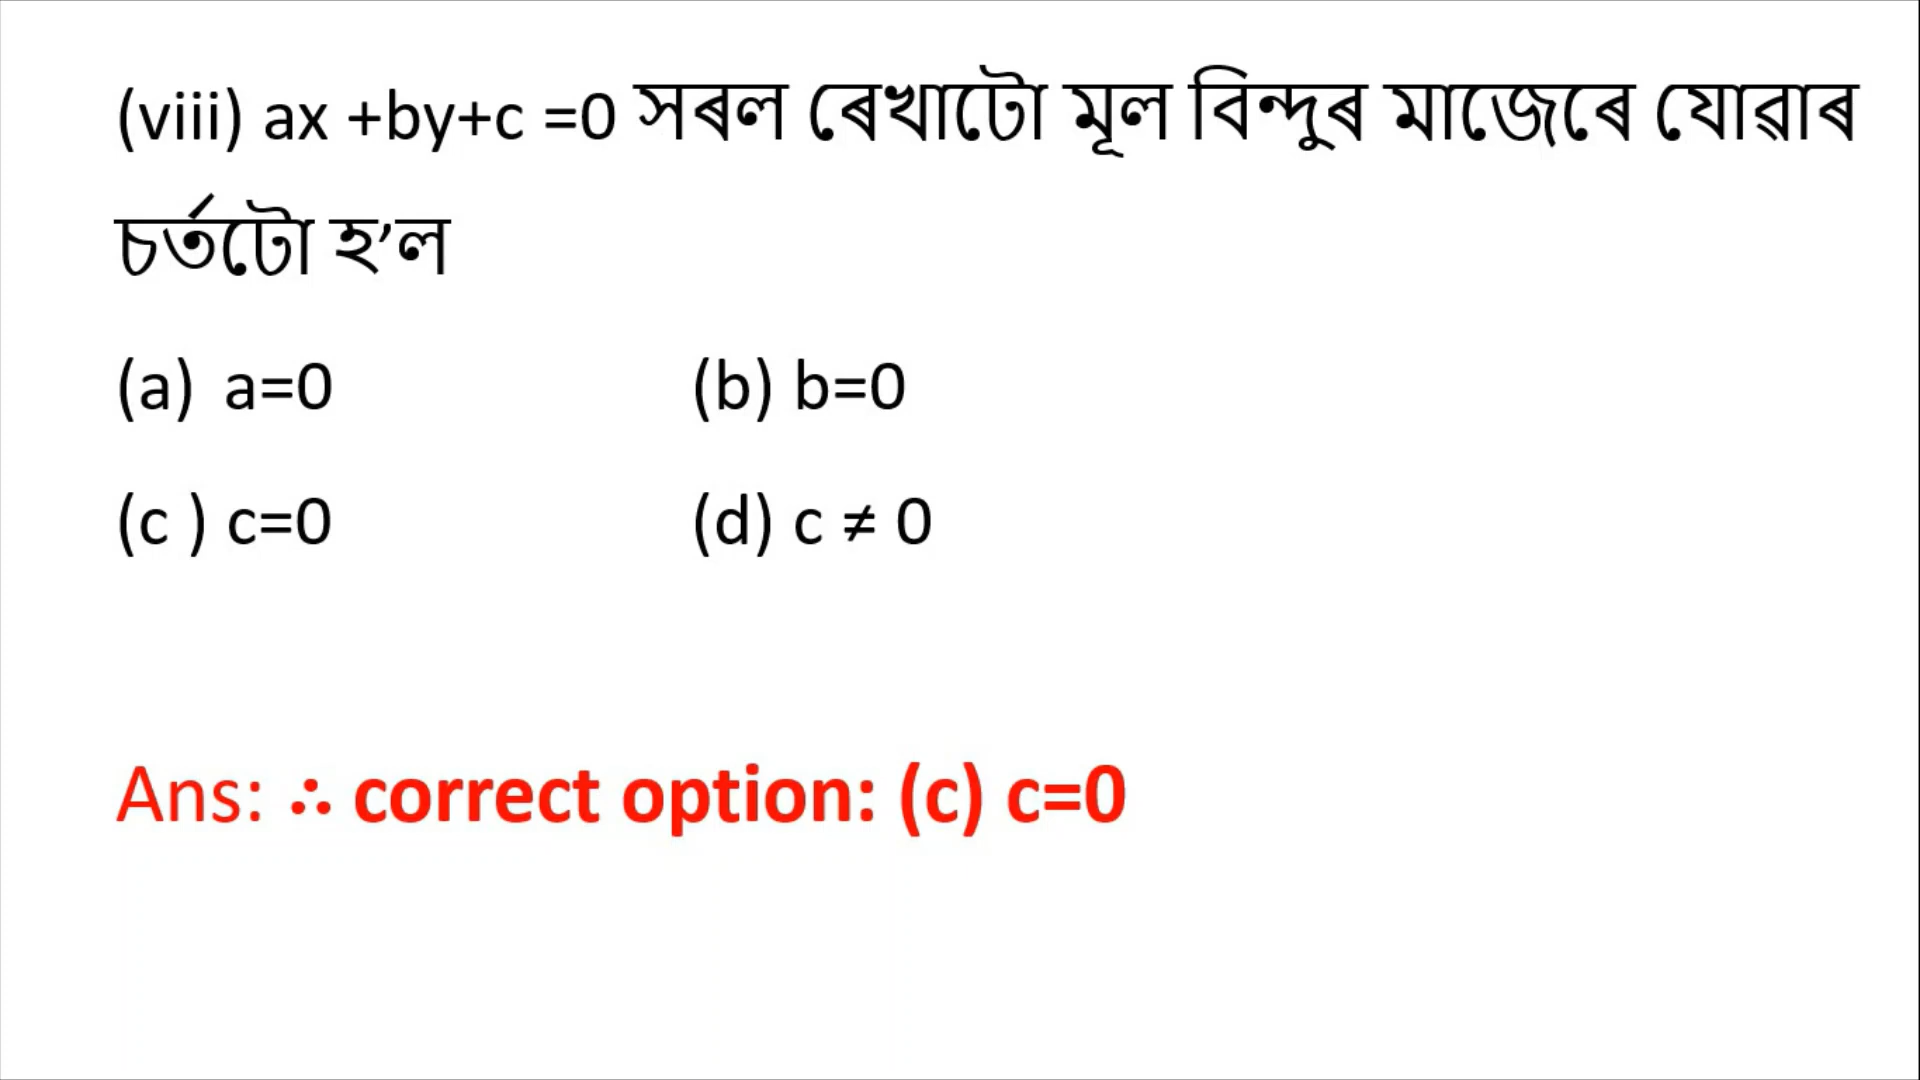 (viii) ax +by+c =0 সৰল ৰেখাটো মূল বিন্দুৰ মাজেৰে যোৱাৰ
চৰ্তটো হ’ল
(a) a=0 (b) b=0
(c ) c=0 (d) c ≠ 0
Ans: ∴ correct option: (c) c=0